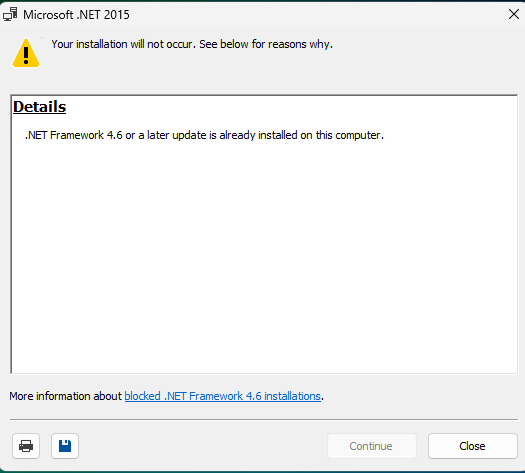 Microsoft .NET 2015
Your installation will not occur. See below for reasons why.
Details
.NET Framework 4.6 or a later update is already installed on this computer.
More information about blocked .NET Framework 4.6 installations.
Continue
Close